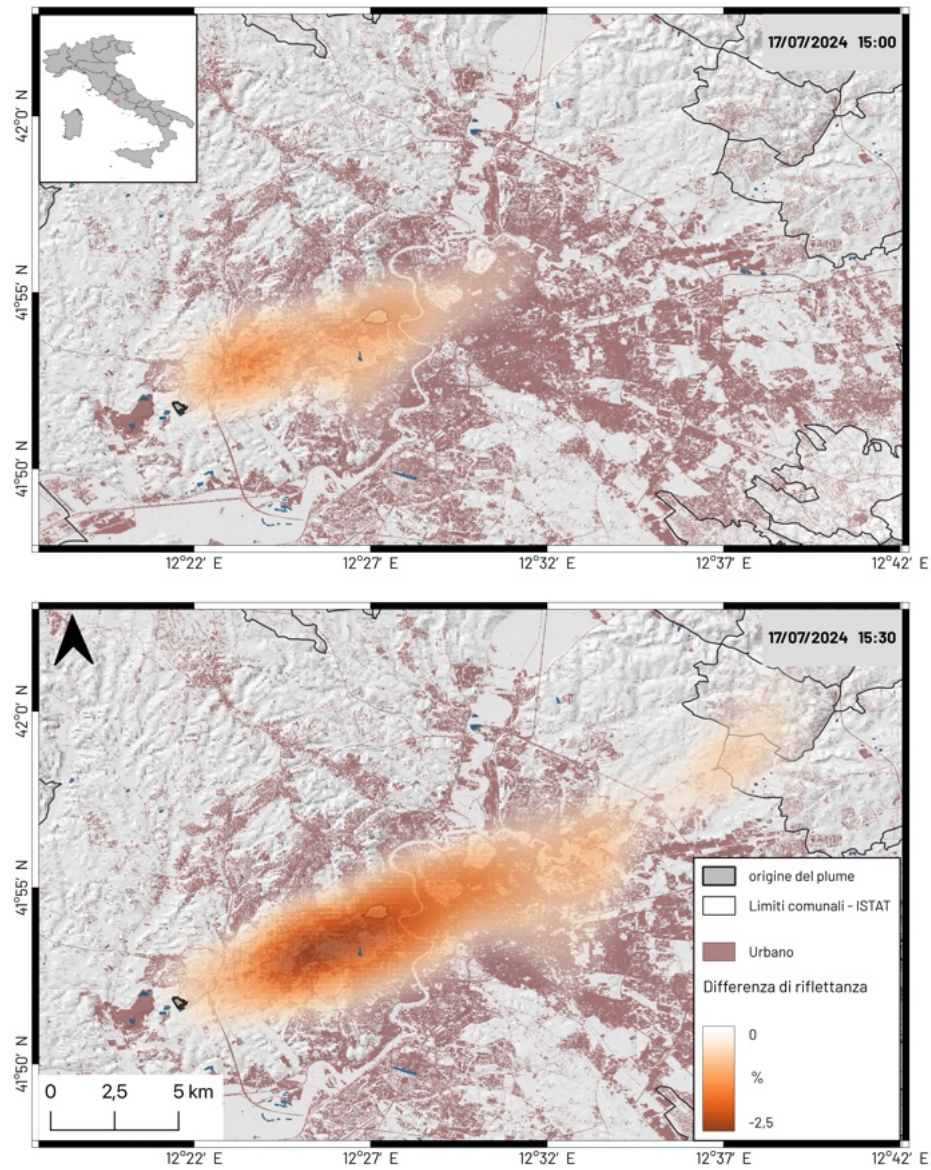 17/07/2024 15:00
42°0' N
41°55' N
41°50' N
12°22' E
12°27' E
12°32' E
12°37' E
12°42' E
17/07/2024 15:30
42°0' N
41°55' N
41°50' N
origine del plume
Limiti comunali - ISTAT
Urbano
Differenza di riflettanza
0
%
-2,5
0 2,5 5 km
12°22' E
12°27' E
12°32' E
12°37' E
12°42' E